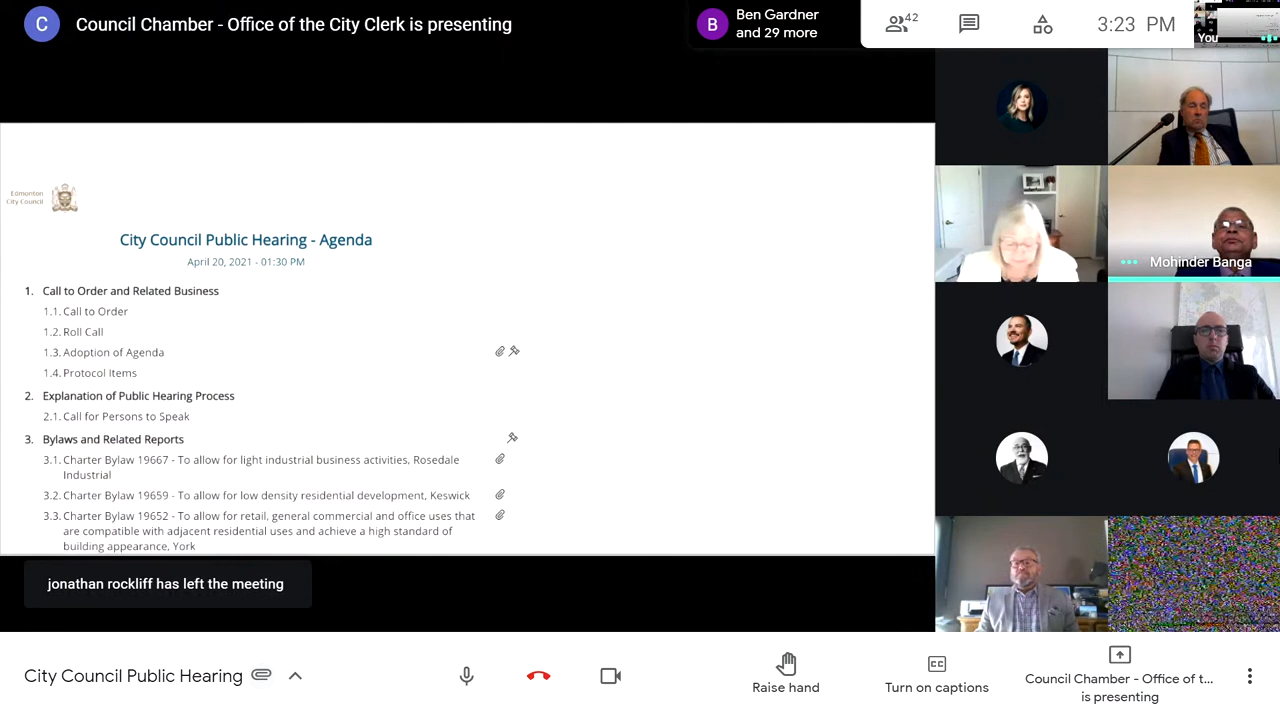 C
Council Chamber - Office of the City Clerk is presenting
B
Ben Gardner
and 29 more
42
3:23 PM
You
Edmonton
City Council
City Council Public Hearing - Agenda
April 20, 2021 - 01:30 PM
1. Call to Order and Related Business
1.1. Call to Order
1.2. Roll Call
1.3. Adoption of Agenda
1.4. Protocol Items
2. Explanation of Public Hearing Process
2.1. Call for Persons to Speak
3. Bylaws and Related Reports
3.1. Charter Bylaw 19667 - To allow for light industrial business activities, Rosedale
Industrial
3.2. Charter Bylaw 19659 - To allow for low density residential development, Keswick
3.3. Charter Bylaw 19652 - To allow for retail, general commercial and office uses that
are compatible with adjacent residential uses and achieve a high standard of
building appearance, York
Mohinder Banga
jonathan rockliff has left the meeting
City Council Public Hearing
Raise hand
CC
Turn on captions
Council Chamber - Office of t...
is presenting